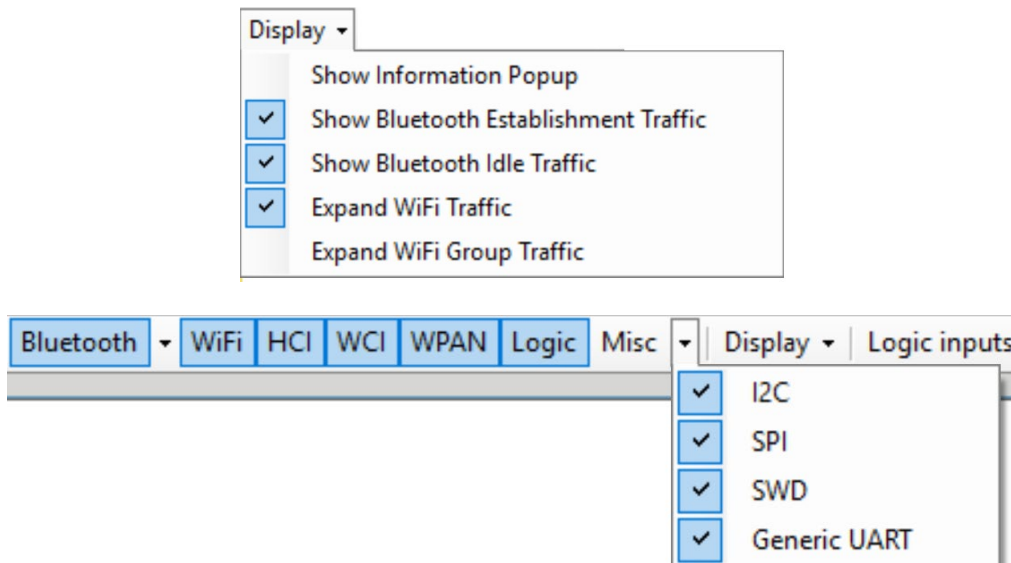 Display
Show Information Popup
Show Bluetooth Establishment Traffic
Show Bluetooth Idle Traffic
Expand WiFi Traffic
Expand WiFi Group Traffic
Bluetooth WiFi HCI WCI WPAN Logic Misc Display Logic inputs
I2C
SPI
SWD
Generic UART